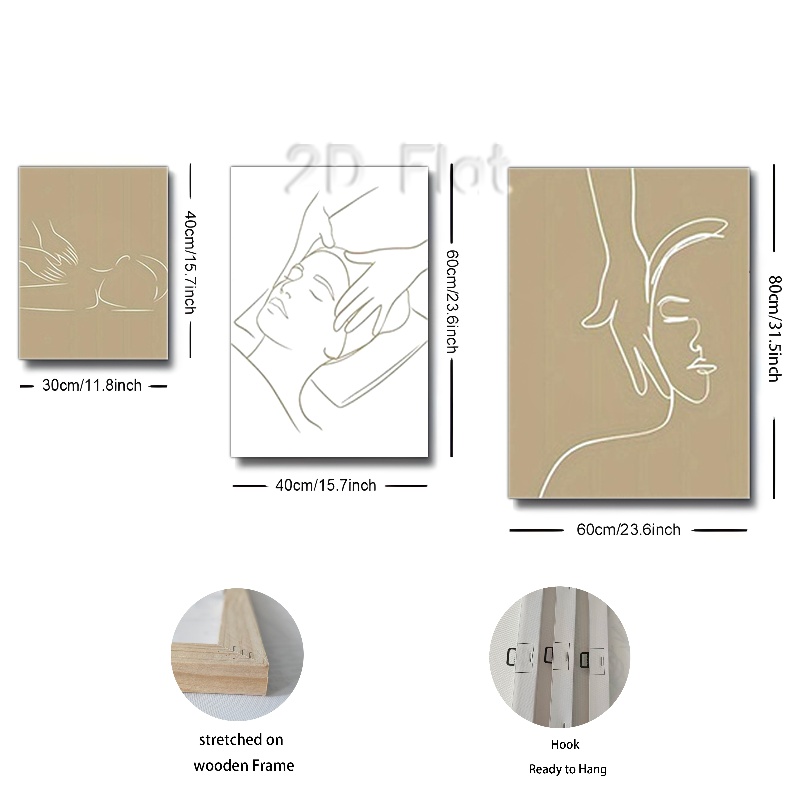 2D Flat
40cm/15.7inch
30cm/11.8inch
60cm/23.6inch
40cm/15.7inch
80cm/31.5inch
60cm/23.6inch
stretched on
wooden Frame
Hook
Ready to Hang